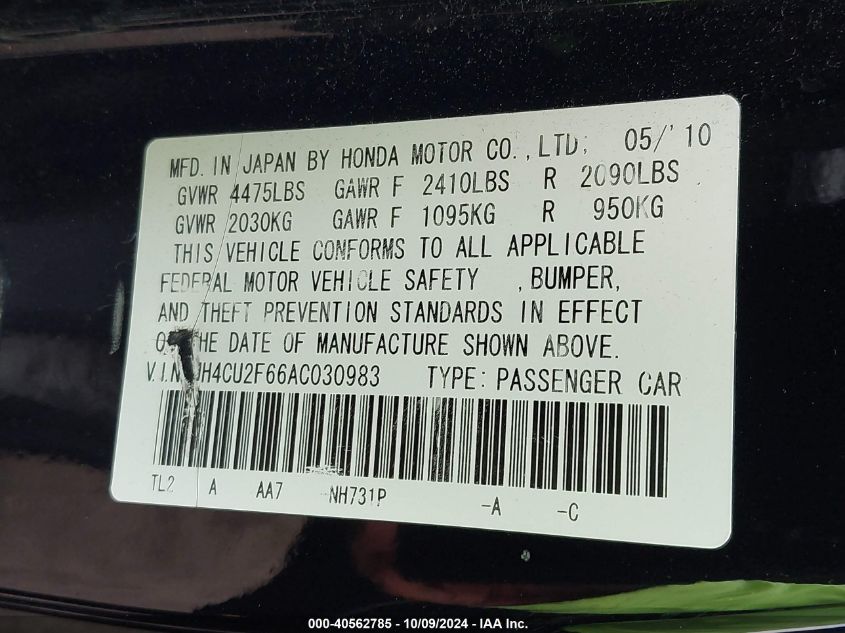 MFD. IN JAPAN BY HONDA MOTOR CO., LTD. 05/'10
GVWR 4475LBS GAWR F 2410LBS R 2090LBS
GVWR 2030KG GAWR F 1095KG R 950KG
THIS VEHICLE CONFORMS TO ALL APPLICABLE
FEDERAL MOTOR VEHICLE SAFETY , BUMPER,
AND THEFT PREVENTION STANDARDS IN EFFECT
THE DATE OF MANUFACTURE SHOWN ABOVE.
V.I.N. JH4CU2F66AC030983 TYPE: PASSENGER CAR
TL2 A AA7 NH731P -A -C
000-40562785 - 10/09/2024 - IAA Inc.